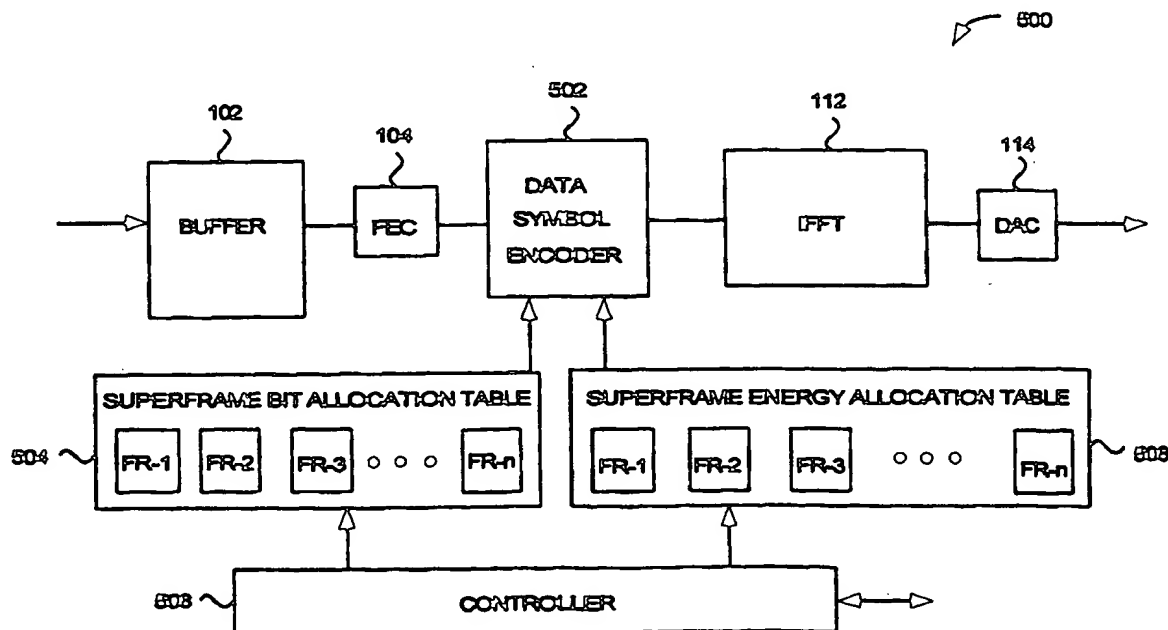 500
102
104
502
112
114
BUFFER
FEC
DATA
SYMBOL
ENCODER
IFFT
DAC
SUPERFRAME BIT ALLOCATION TABLE
504
FR-1 FR-2 FR-3 FR-n
SUPERFRAME ENERGY ALLOCATION TABLE
FR-1 FR-2 FR-3 FR-n
CONTROLLER